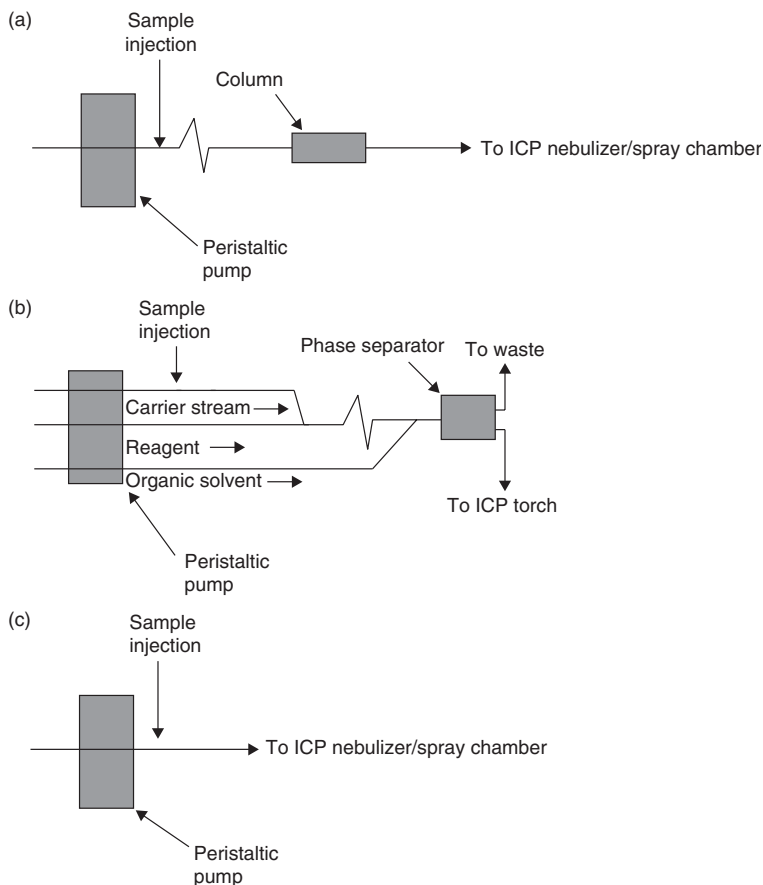 (a)
Sample
injection
Column
To ICP nebulizer/spray chamber
Peristaltic
pump
(b)
Sample
injection
Phase separator
To waste
Carrier stream
Reagent
Organic solvent
To ICP torch
Peristaltic
pump
(c)
Sample
injection
To ICP nebulizer/spray chamber
Peristaltic
pump